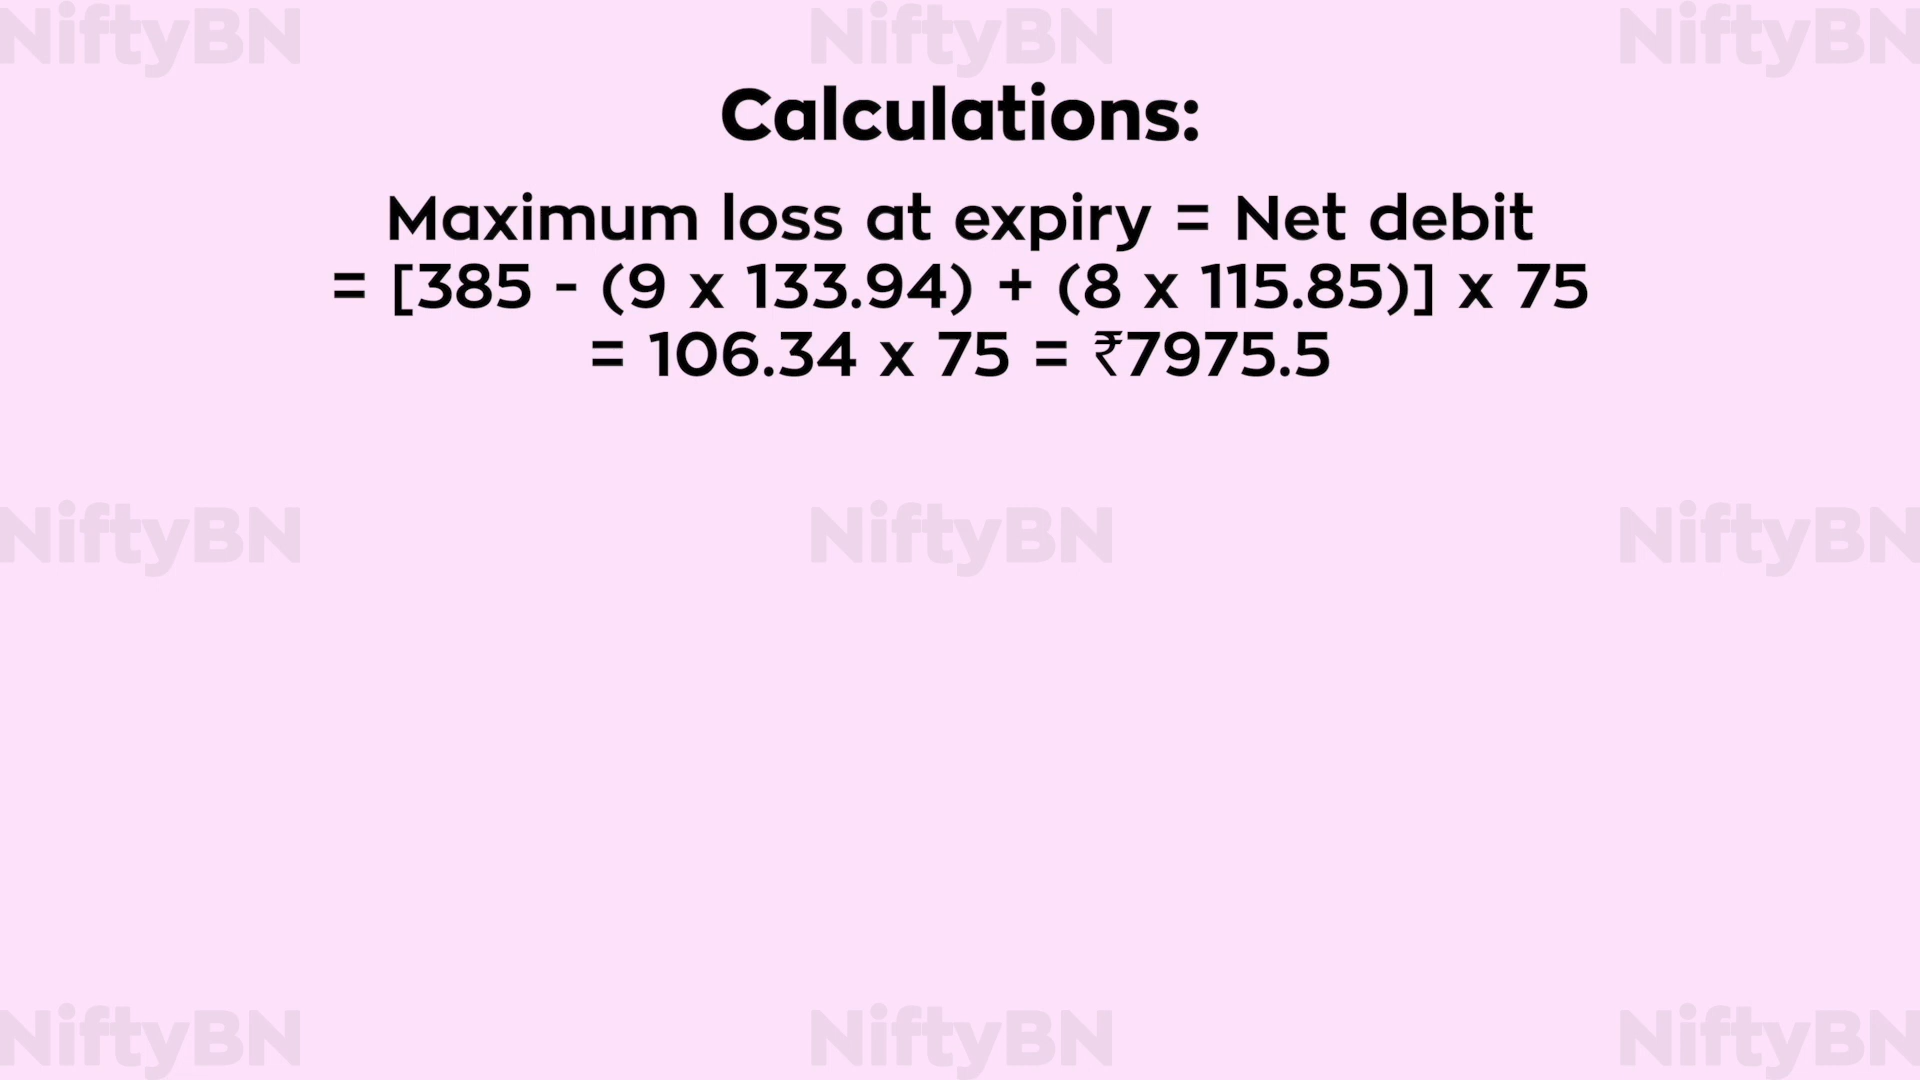 NiftyBN NiftyBN NiftyBN
Calculations:
Maximum loss at expiry = Net debit
= [385 - (9 x 133.94) + (8 x 115.85)] x 75
= 106.34 x 75 = ₹7975.5
NiftyBN NiftyBN NiftyBN
NiftyBN NiftyBN NiftyBN